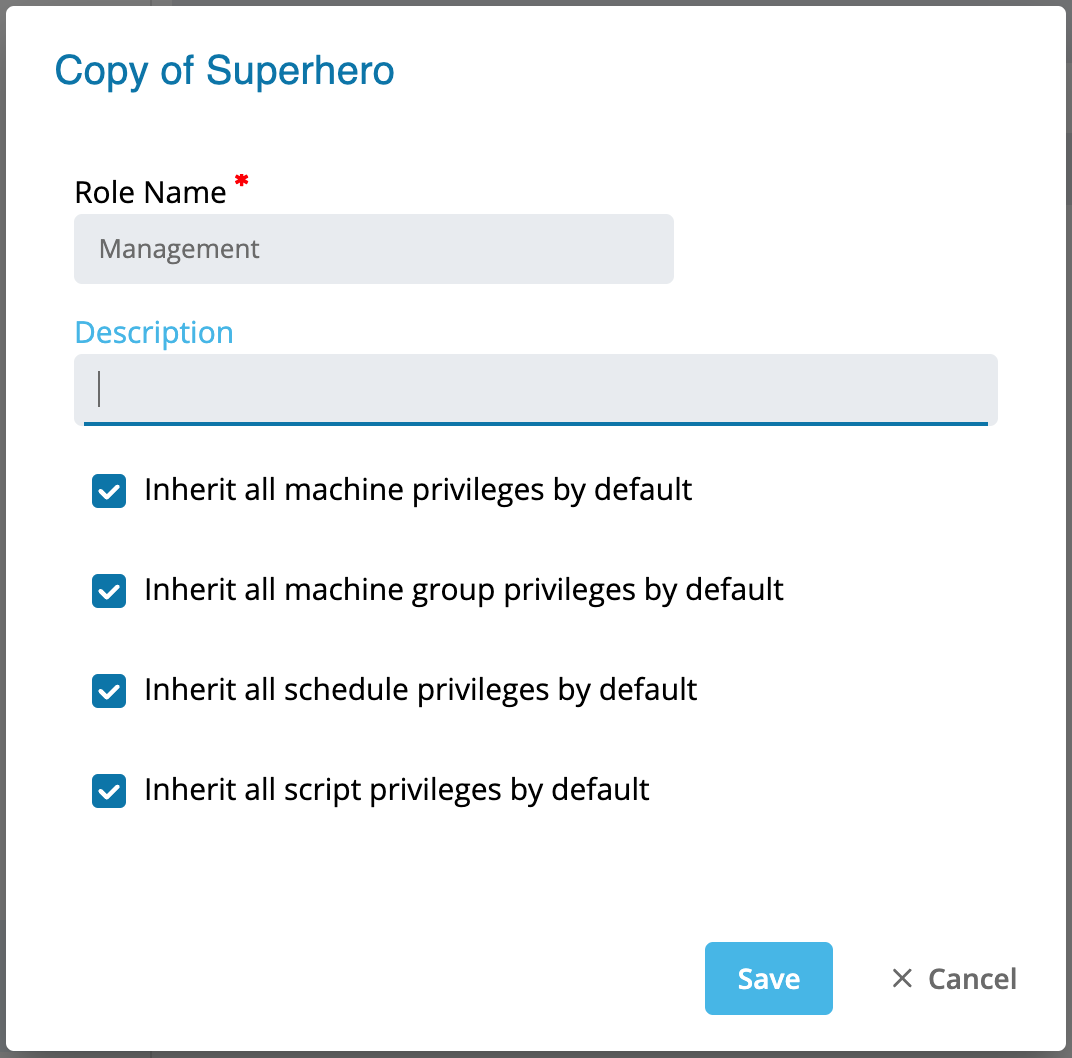 Copy of Superhero
Role Name *
Management
Description
Inherit all machine privileges by default
Inherit all machine group privileges by default
Inherit all schedule privileges by default
Inherit all script privileges by default
Save
Cancel